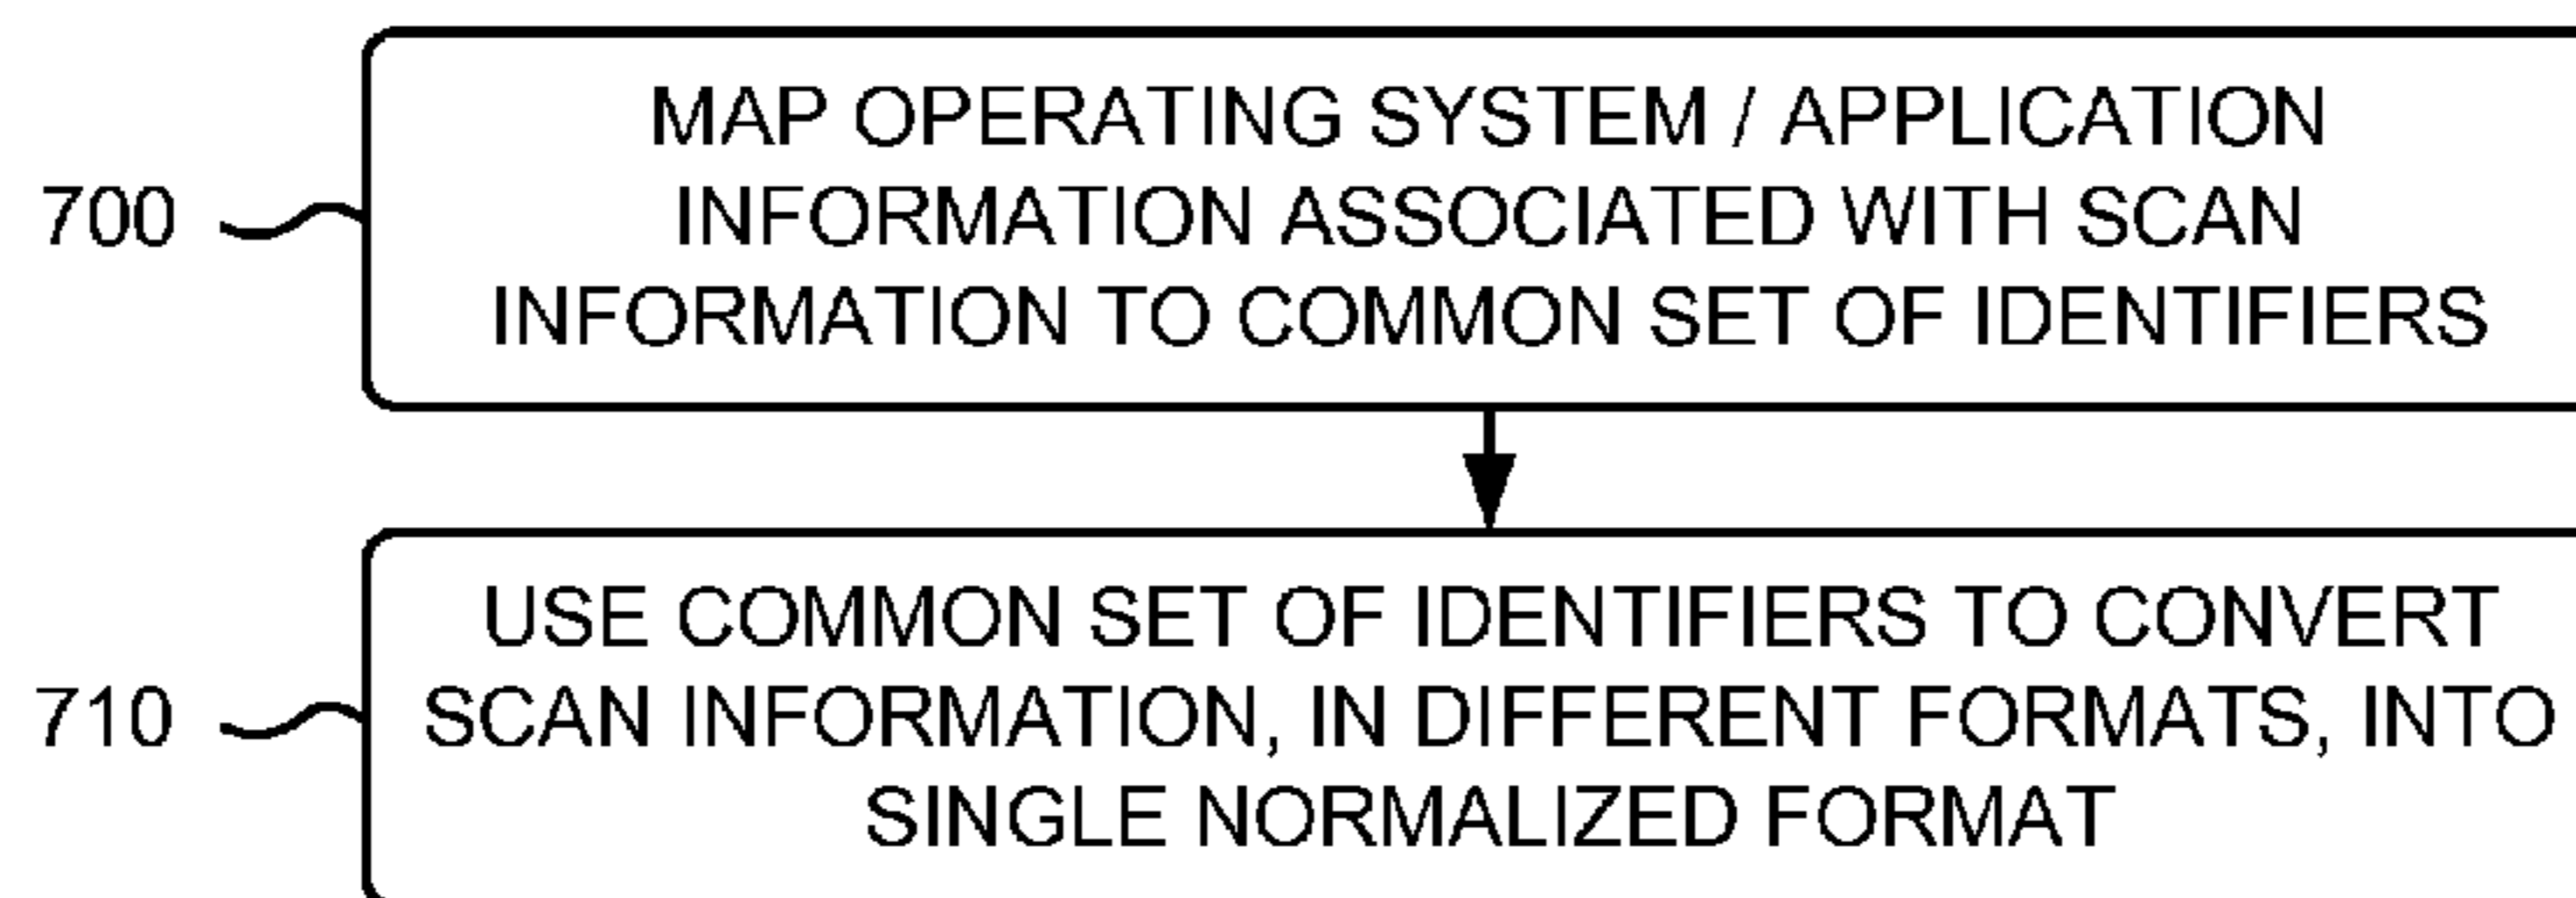 MAP OPERATING SYSTEM / APPLICATION
700 INFORMATION ASSOCIATED WITH SCAN
INFORMATION TO COMMON SET OF IDENTIFIERS
USE COMMON SET OF IDENTIFIERS TO CONVERT
710 SCAN INFORMATION, IN DIFFERENT FORMATS, INTO
SINGLE NORMALIZED FORMAT